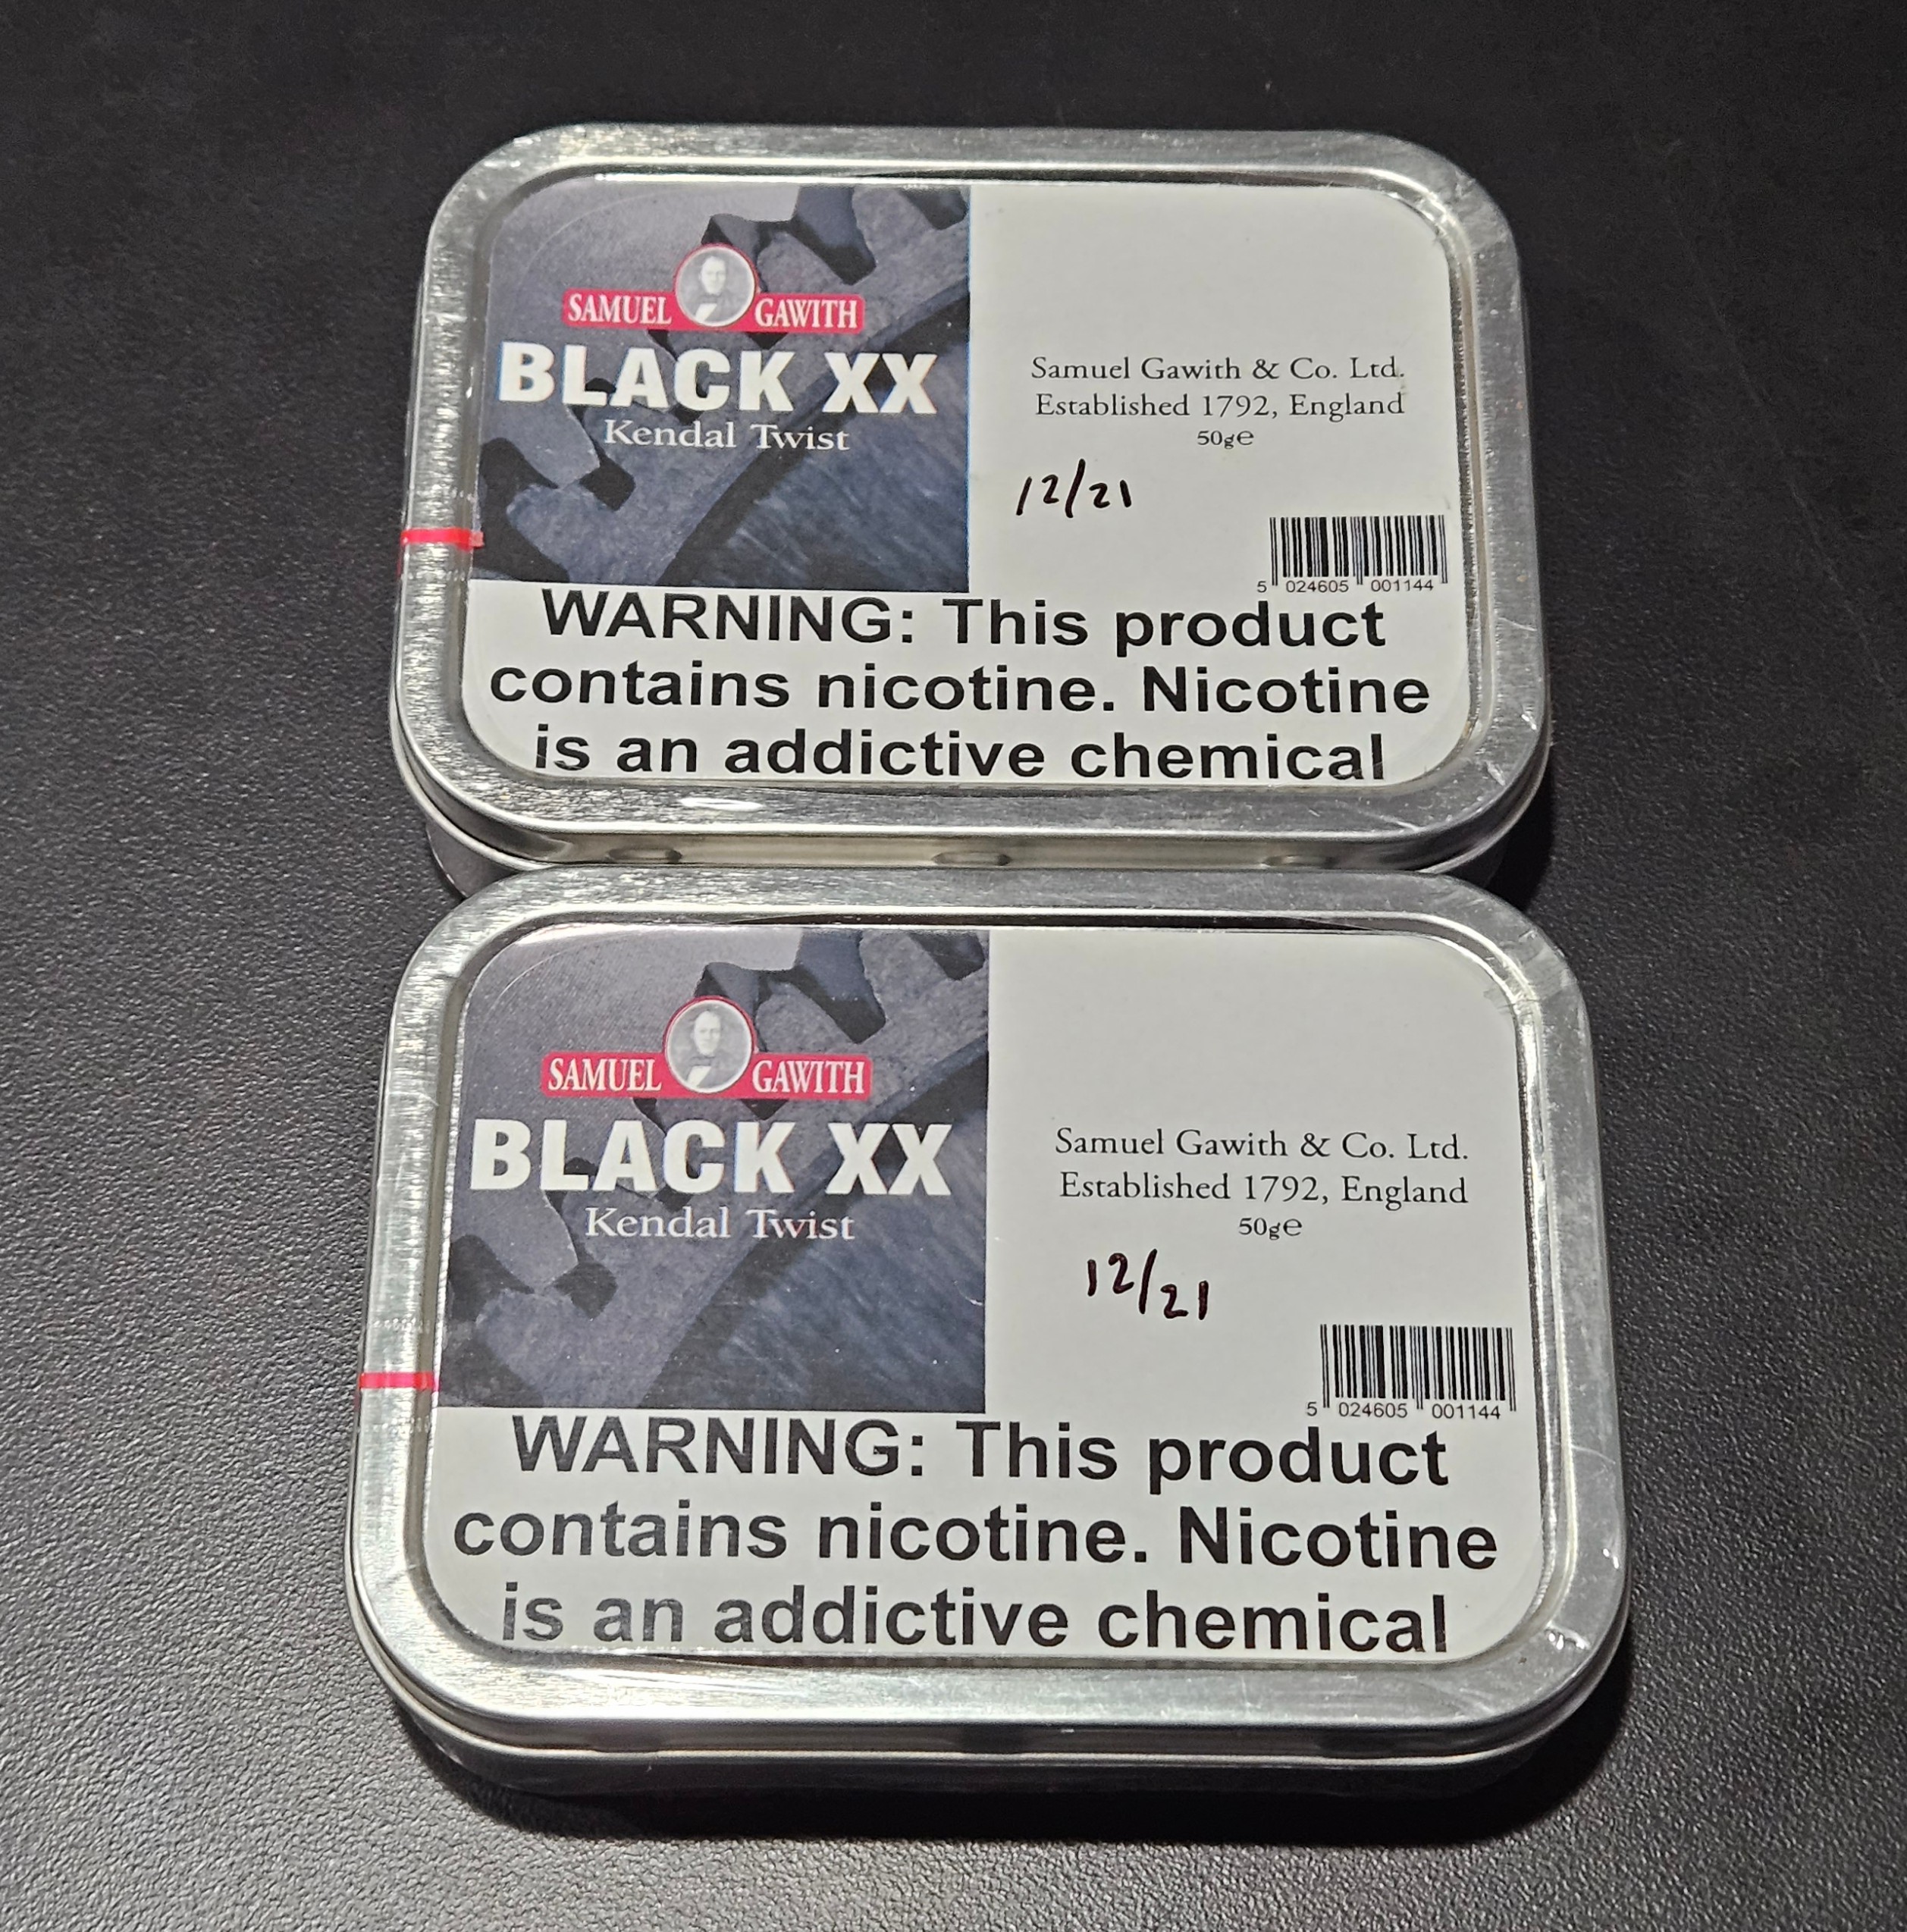 SAMUEL GAWITH
BLACK XX
Kendal Twist
Samuel Gawith & Co. Ltd.
Established 1792, England
50g℮
12/21
5 024605 001144
WARNING: This product
contains nicotine. Nicotine
is an addictive chemical
SAMUEL GAWITH
BLACK XX
Kendal Twist
Samuel Gawith & Co. Ltd.
Established 1792, England
50g℮
12/21
5 024605 001144
WARNING: This product
contains nicotine. Nicotine
is an addictive chemical